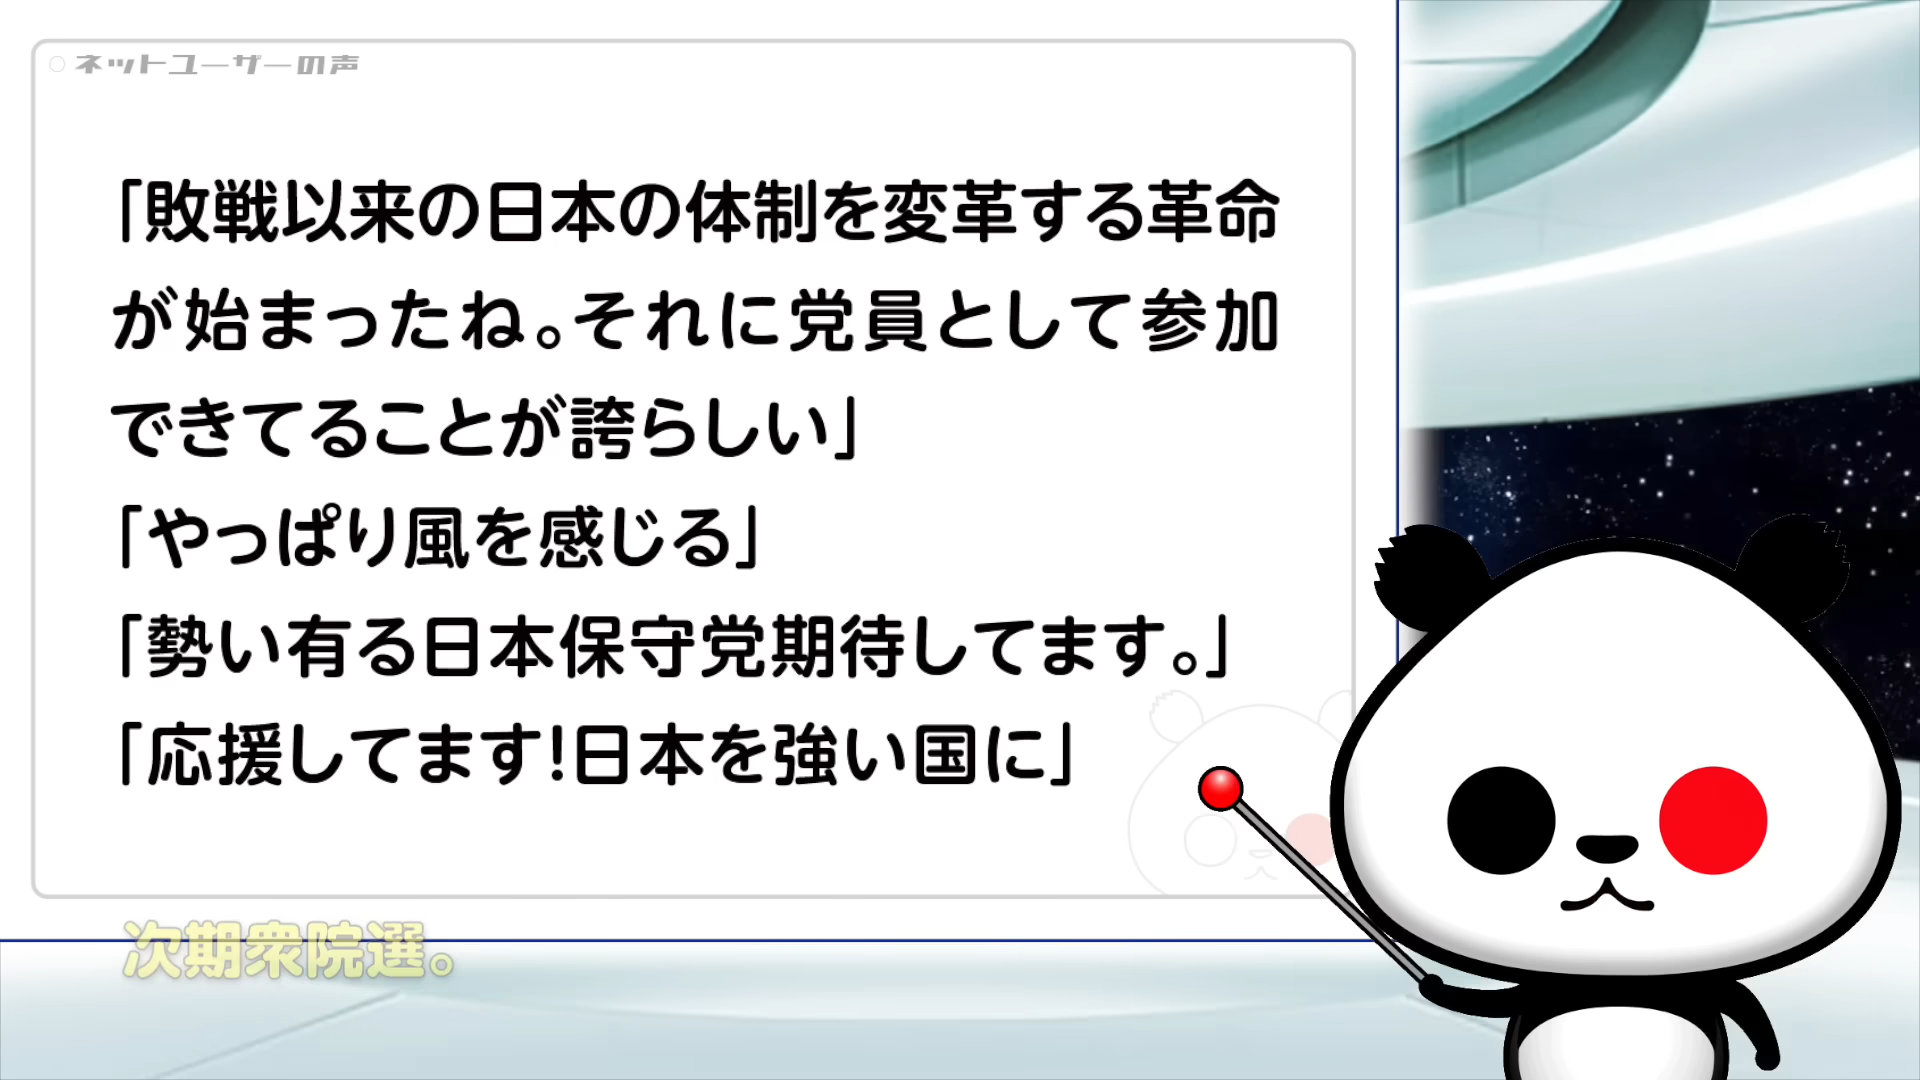 ネットユーザーの声
「敗戦以来の日本の体制を変革する革命
が始まったね。それに党員として参加
できてることが誇らしい」
「やっぱり風を感じる」
「勢い有る日本保守党期待してます。」
「応援してます!日本を強い国に」
次期衆院選。